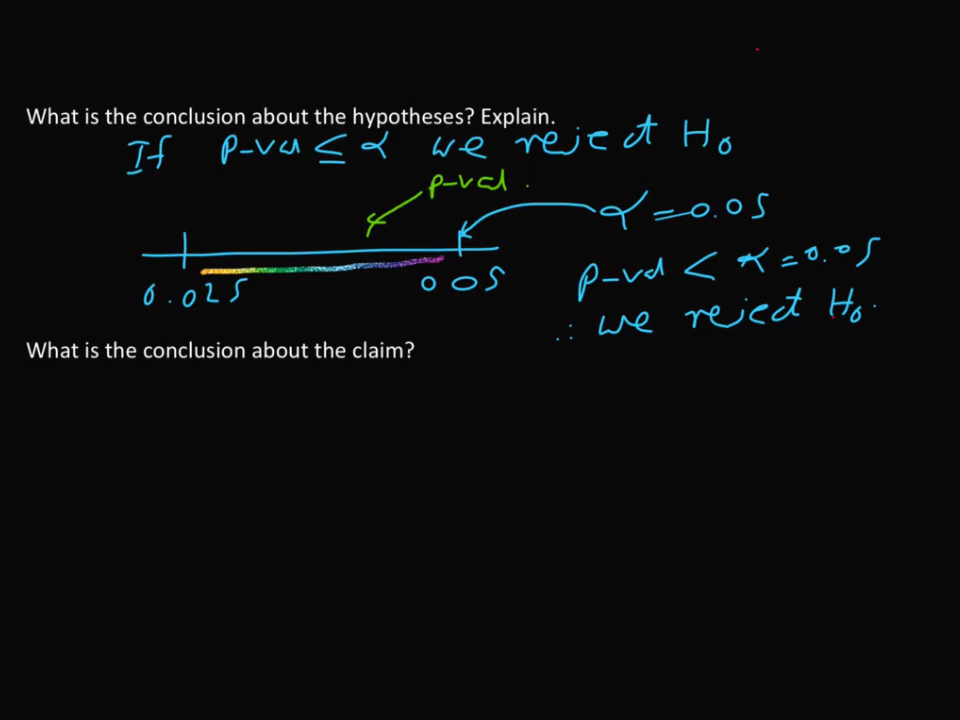 What is the conclusion about the hypotheses? Explain.
If p-val ≤ α we reject H₀
p-val.
α = 0.05
0.025
0.05
p-val < α = 0.05
∴ we reject H₀.
What is the conclusion about the claim?